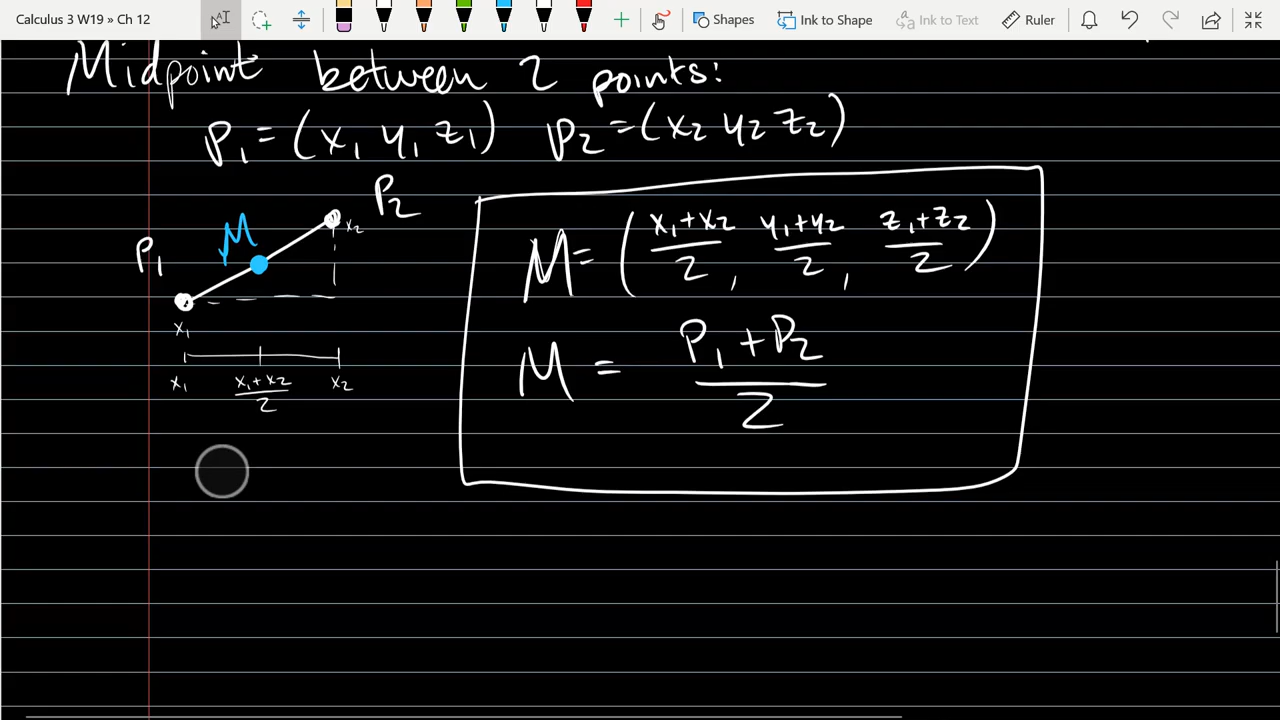 Calculus 3 W19 » Ch 12
Shapes Ink to Shape Ink to Text Ruler
Midpoint between 2 points:
P₁ = (x₁ y₁ z₁) P₂ = (x₂ y₂ z₂)
P₂
x₂
M
P₁
x₁
x₁ (x₁+x₂)/2 x₂
M = ( (x₁+x₂)/2 , (y₁+y₂)/2 , (z₁+z₂)/2 )
M = (P₁+P₂)/2